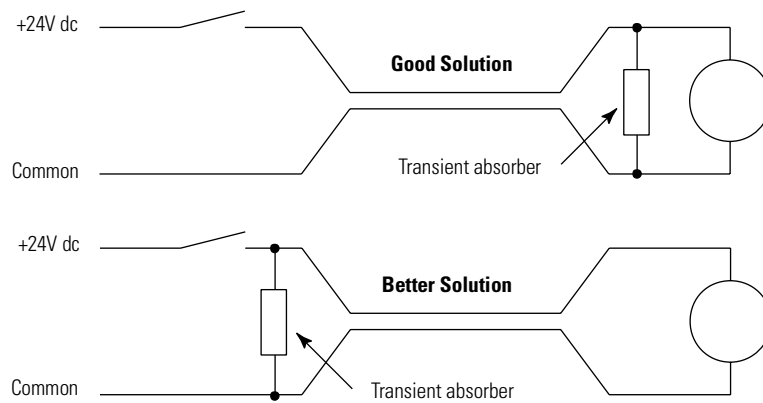 +24V dc
Good Solution
Transient absorber
Common
+24V dc
Better Solution
Common
Transient absorber